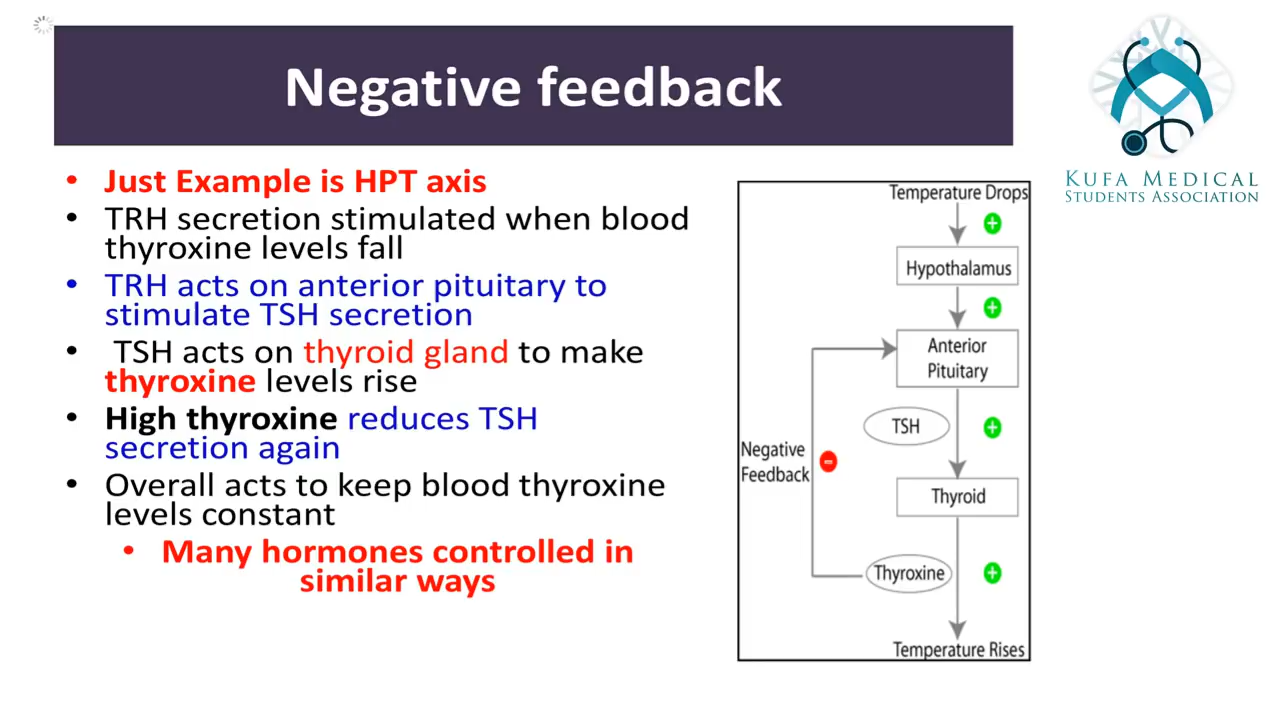 Negative feedback
KUFA MEDICAL
STUDENTS ASSOCIATION
• Just Example is HPT axis
• TRH secretion stimulated when blood
thyroxine levels fall
• TRH acts on anterior pituitary to
stimulate TSH secretion
• TSH acts on thyroid gland to make
thyroxine levels rise
• High thyroxine reduces TSH
secretion again
• Overall acts to keep blood thyroxine
levels constant
• Many hormones controlled in
similar ways
Temperature Drops
+
Hypothalamus
+
Anterior
Pituitary
TSH
+
Negative
Feedback
-
Thyroid
Thyroxine
+
Temperature Rises